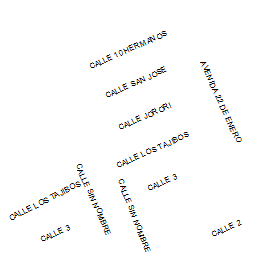 CALLE 10 HERMANOS
CALLE SAN JOSE
AVENIDA 22 DE ENERO
CALLE JORORI
CALLE LOS TAJIBOS
CALLE 3
CALLE SIN NOMBRE
CALLE SIN NOMBRE
CALLE LOS TAJIBOS
CALLE 3
CALLE 2